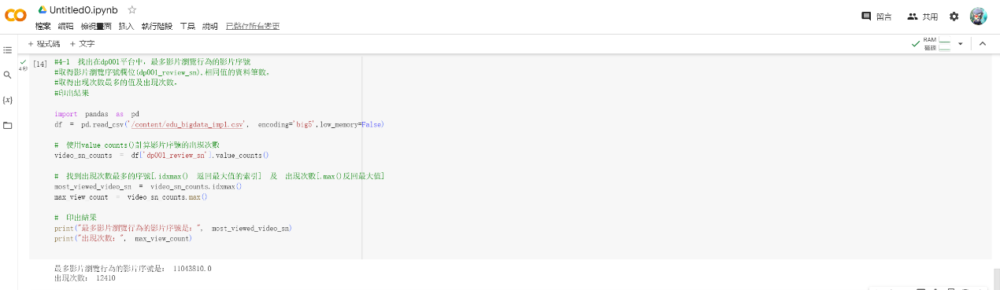 Untitled0.ipynb
檔案 編輯 檢視畫面 插入 執行階段 工具 說明 已儲存所有變更
留言 共用
+ 程式碼 + 文字
RAM
磁碟
4 秒
{x}
[14] #4-1 找出在dp001平台中, 最多影片瀏覽行為的影片序號
#取得影片瀏覽序號欄位(dp001_review_sn),相同值的資料筆數。
#取得出现次數最多的值及出現次數。
#印出結果
import pandas as pd
df = pd.read_csv('/content/edu_bigdata_imp1.csv', encoding='big5',low_memory=False)
# 使用value_counts()計算影片序號的出現次數
video_sn_counts = df['dp001_review_sn'].value_counts()
# 找到出現次數最多的序號[.idxmax() 返回最大值的索引] 及 出現次數[.max()反回最大值]
most_viewed_video_sn = video_sn_counts.idxmax()
max_view_count = video_sn_counts.max()
# 印出結果
print("最多影片瀏覽行為的影片序號是: ", most_viewed_video_sn)
print("出現次數: ", max_view_count)
最多影片瀏覽行為的影片序號是: 11043810.0
出現次數: 12410